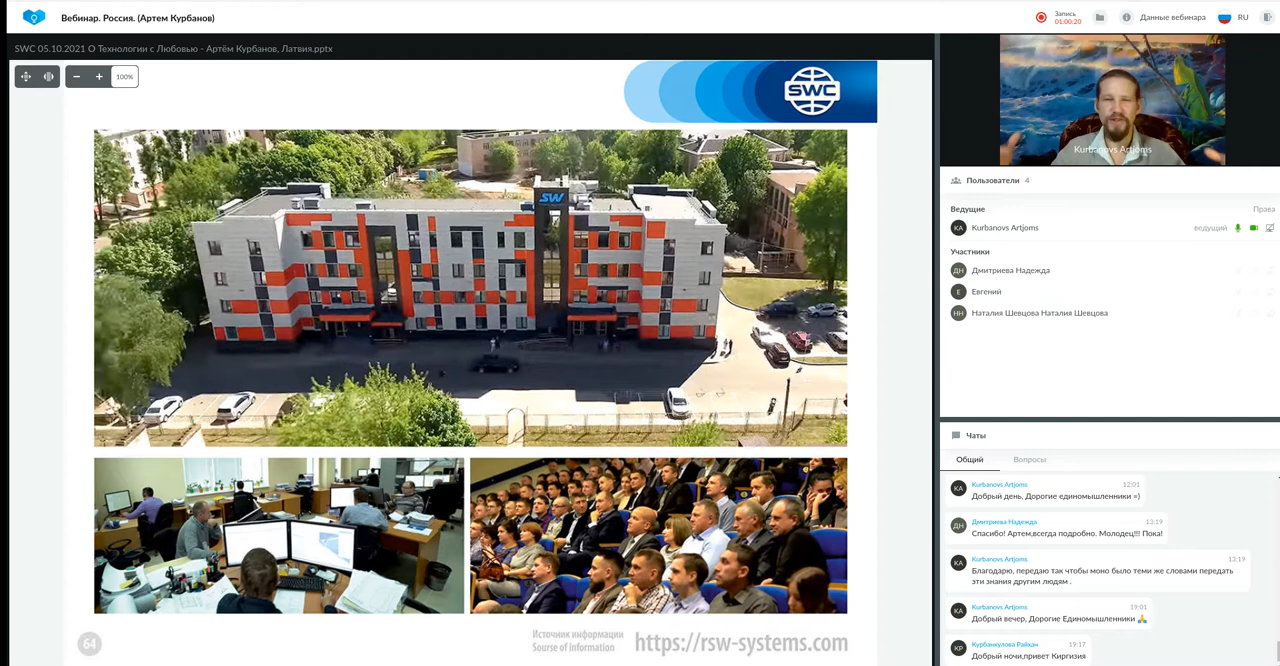 Вебинар. Россия. (Артем Курбанов)
Запись
01:00:20
Данные вебинара
RU
SWC 05.10.2021 О Технологии с Любовью - Артём Курбанов, Латвия.pptx
100%
SWC
SW
64
Источник информации
Sourse of information
https://rsw-systems.com
Kurbanovs Artjoms
Пользователи 4
Ведущие
Права
KA
Kurbanovs Artjoms
ведущий
Участники
ДН
Дмитриева Надежда
Е
Евгений
НН
Наталия Шевцова Наталия Шевцова
Чаты
Общий
Вопросы
KA
Kurbanovs Artjoms 12:01
Добрый день, Дорогие единомышленники =)
ДН
Дмитриева Надежда 13:19
Спасибо! Артем,всегда подробно. Молодец!!! Пока!
KA
Kurbanovs Artjoms 13:19
Благодарю, передаю так чтобы моно было теми же словами передать
эти знания другим людям .
KA
Kurbanovs Artjoms 19:01
Добрый вечер, Дорогие Единомышленники 🙏
КР
Курбанкулова Райкан 19:17
Доброй ночи,привет Киргизия